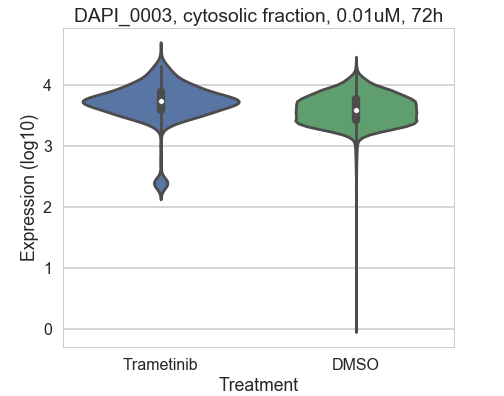 DAPI_0003, cytosolic fraction, 0.01uM, 72h
4
3
2
1
0
Expression (log10)
Trametinib
DMSO
Treatment